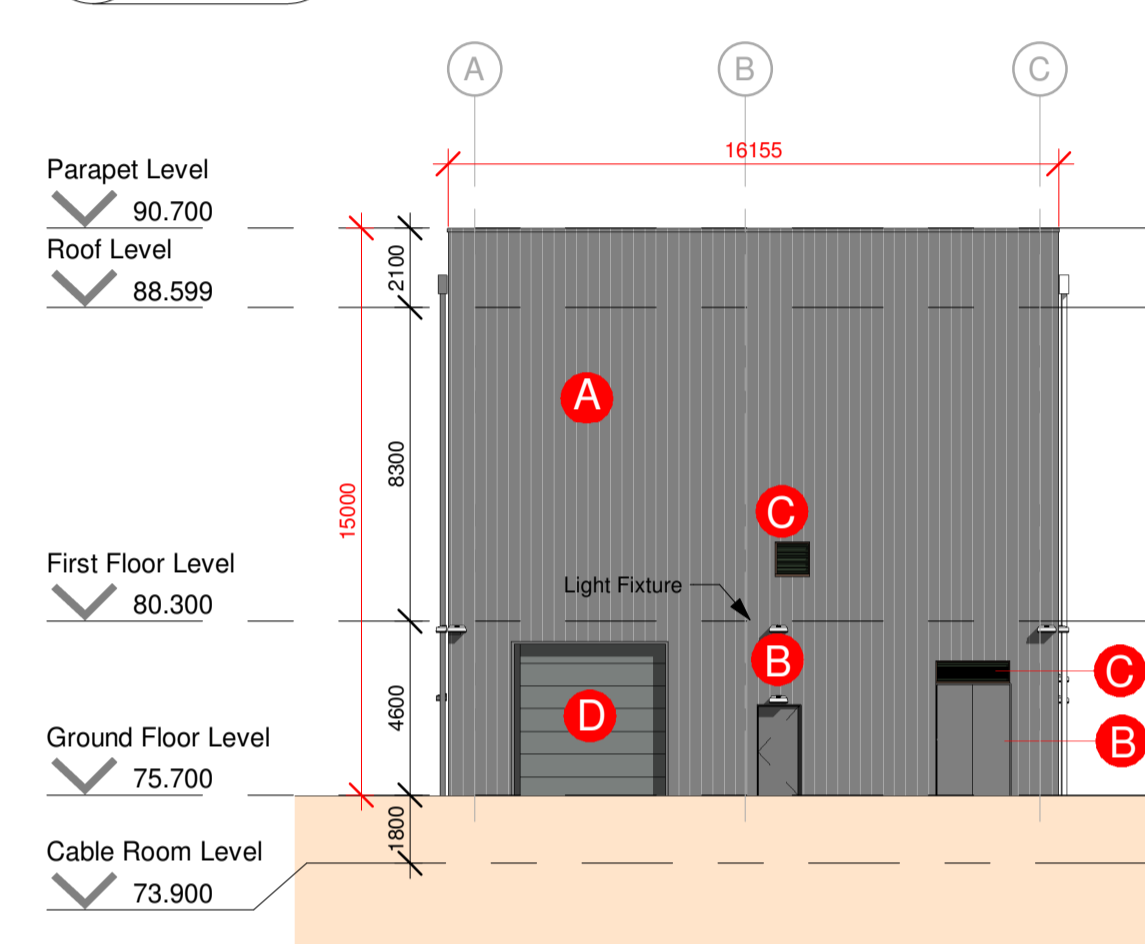 A B C
16155
Parapet Level
90.700
Roof Level
88.599
2100
A
8300
15000
C
Light Fixture
First Floor Level
80.300
B
C
4600
D
B
Ground Floor Level
75.700
1800
Cable Room Level
73.900